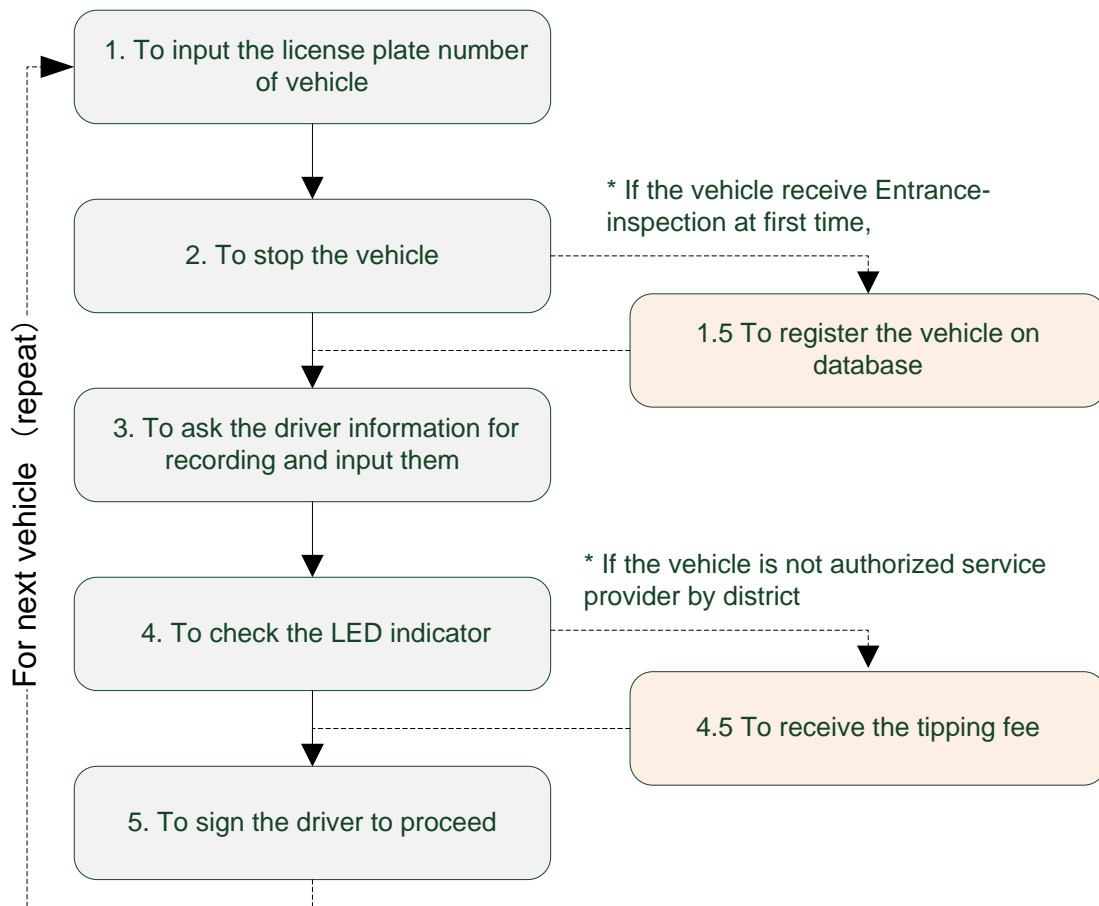 1. To input the license plate number
of vehicle
* If the vehicle receive Entrance-
inspection at first time,
2. To stop the vehicle
1.5 To register the vehicle on
database
3. To ask the driver information for
recording and input them
* If the vehicle is not authorized service
provider by district
4. To check the LED indicator
4.5 To receive the tipping fee
5. To sign the driver to proceed
For next vehicle （repeat）